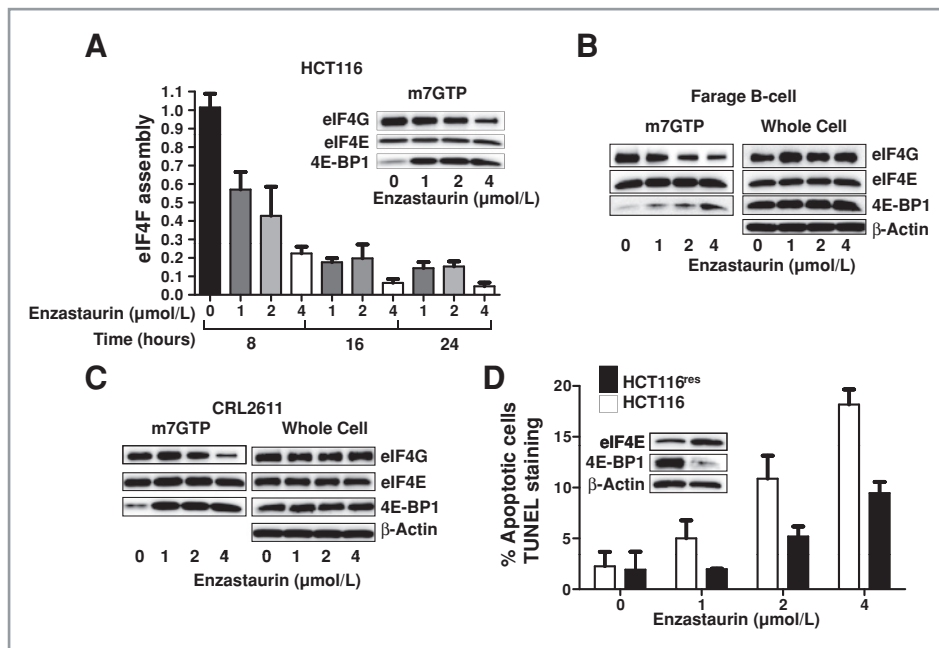 A
HCT116
eIF4F assembly
1.1
1.0
0.9
0.8
0.7
0.6
0.5
0.4
0.3
0.2
0.1
0.0
m7GTP
eIF4G
eIF4E
4E-BP1
0 1 2 4
Enzastaurin (µmol/L)
Enzastaurin (µmol/L) 0 1 2 4 1 2 4 1 2 4
Time (hours) 8 16 24
B
Farage B-cell
m7GTP Whole Cell
eIF4G
eIF4E
4E-BP1
β-Actin
0 1 2 4 0 1 2 4
Enzastaurin (µmol/L)
C
CRL2611
m7GTP Whole Cell
eIF4G
eIF4E
4E-BP1
β-Actin
0 1 2 4 0 1 2 4
Enzastaurin (µmol/L)
D
HCT116res
HCT116
% Apoptotic cells
TUNEL staining
20
15
10
5
0
eIF4E
4E-BP1
β-Actin
0 1 2 4
Enzastaurin (µmol/L)